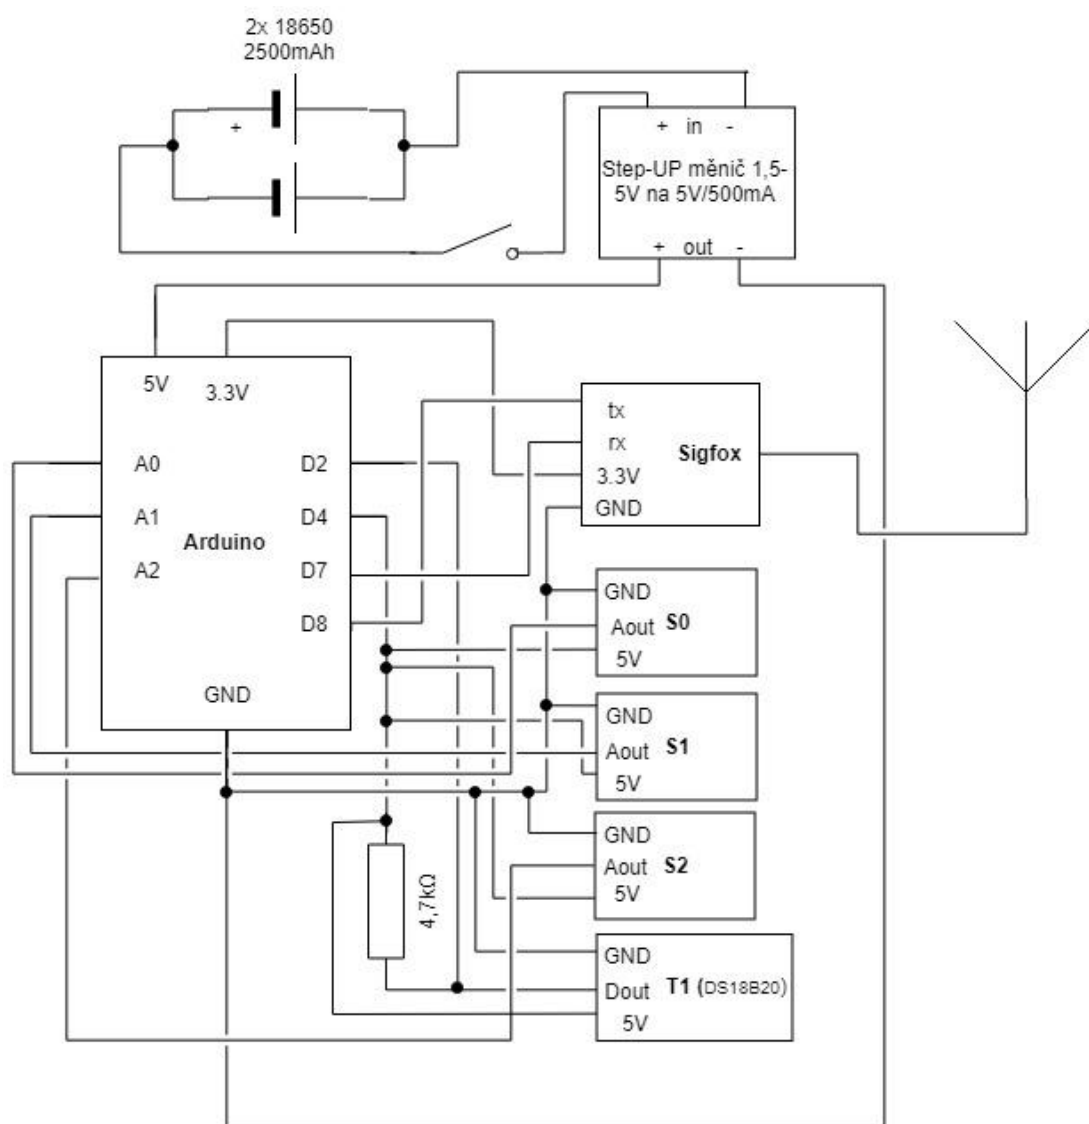 2x 18650
2500mAh
+
+ in -
Step-UP měnič 1,5-
5V na 5V/500mA
+ out -
5V
3.3V
A0
A1
A2
Arduino
D2
D4
D7
D8
GND
tx
rx
3.3V
GND
Sigfox
GND
Aout
5V
S0
GND
Aout
5V
S1
GND
Aout
5V
S2
4,7kΩ
GND
Dout
5V
T1 (DS18B20)